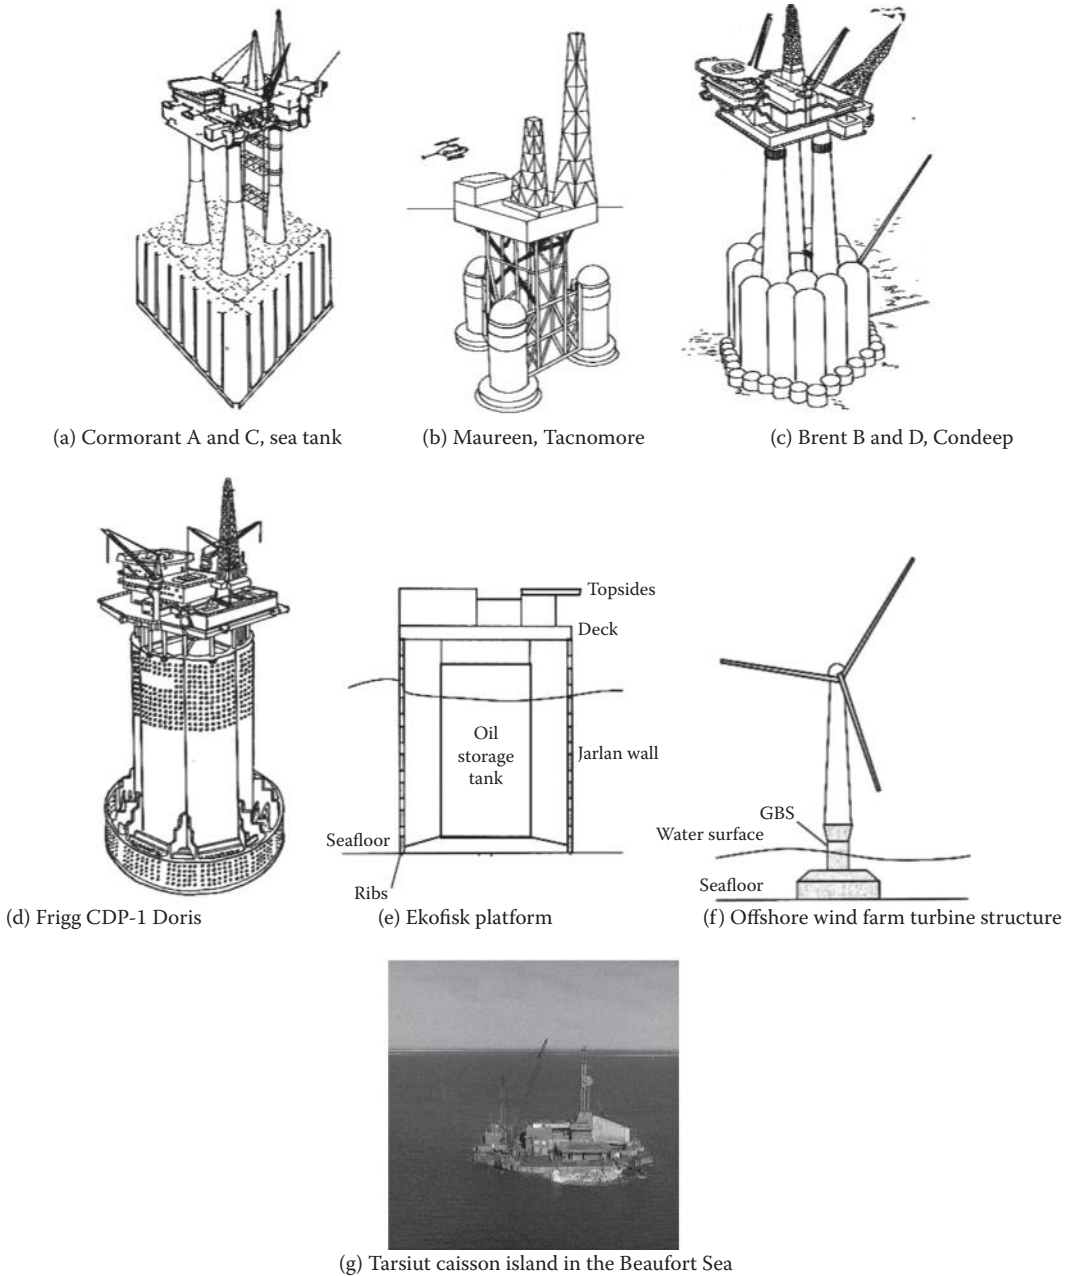 (a) Cormorant A and C, sea tank
(b) Maureen, Tacnomore
(c) Brent B and D, Condeep
Topsides
Deck
Oil
storage
tank
Jarlan wall
Seafloor
Ribs
GBS
Water surface
Seafloor
(d) Frigg CDP-1 Doris
(e) Ekofisk platform
(f) Offshore wind farm turbine structure
(g) Tarsiut caisson island in the Beaufort Sea